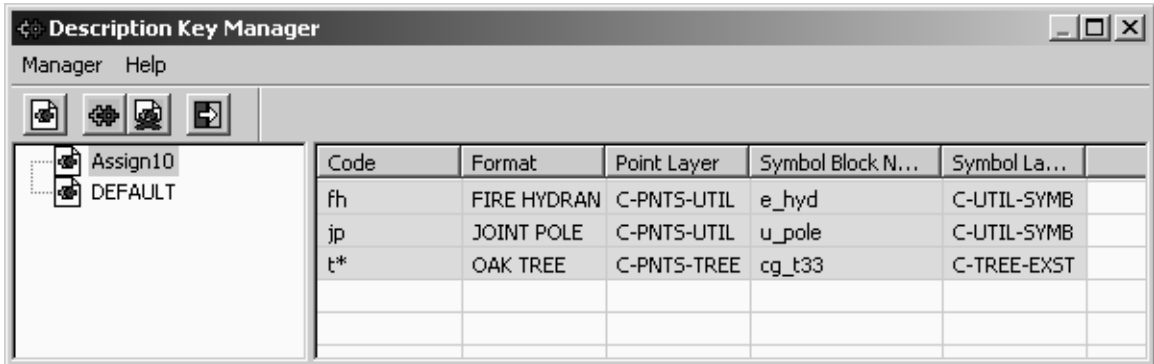 Description Key Manager
Manager Help
Assign10
DEFAULT
Code Format Point Layer Symbol Block N... Symbol La...
fh FIRE HYDRAN C-PNTS-UTIL e_hyd C-UTIL-SYMB
jp JOINT POLE C-PNTS-UTIL u_pole C-UTIL-SYMB
t* OAK TREE C-PNTS-TREE cg_t33 C-TREE-EXST